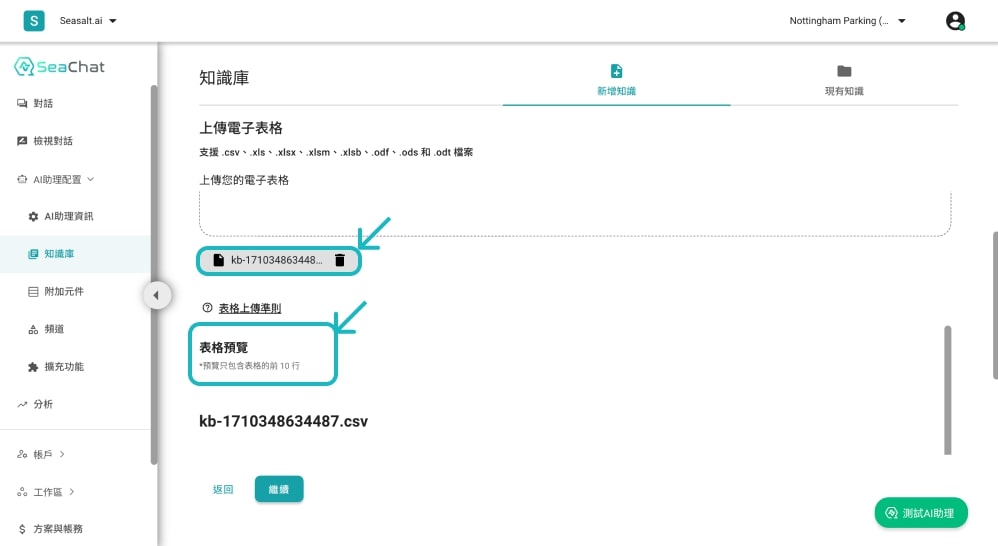 S
Seasalt.ai
Nottingham Parking (...
SeaChat
對話
檢視對話
AI助理配置
AI助理資訊
知識庫
附加元件
頻道
擴充功能
分析
帳戶
工作區
方案與帳務
知識庫
新增知識
現有知識
上傳電子表格
支援 .csv、.xls、.xlsx、.xlsm、.xlsb、.odf、.ods 和 .odt 檔案
上傳您的電子表格
kb-171034863448...
表格上傳準則
表格預覽
*預覽只包含表格的前 10 行
kb-1710348634487.csv
返回
繼續
測試AI助理